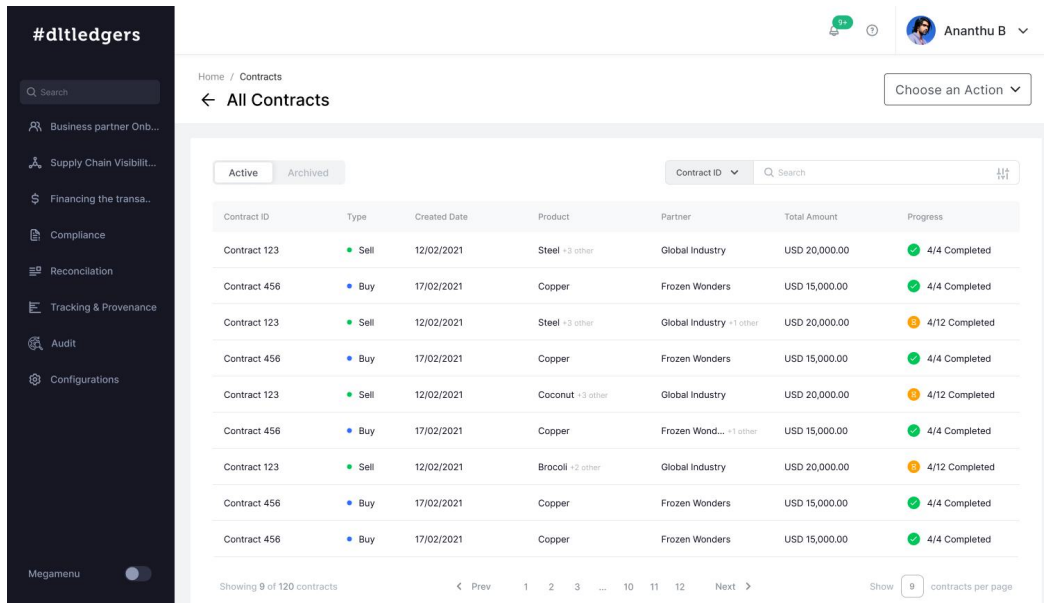 #dltledgers
Search
Business partner Onb...
Supply Chain Visibilit...
Financing the transa..
Compliance
Reconcilation
Tracking & Provenance
Audit
Configurations
Megamenu
9+
?
Ananthu B
Home / Contracts
← All Contracts
Choose an Action
Active Archived
Contract ID Search
Contract ID Type Created Date Product Partner Total Amount Progress
Contract 123 Sell 12/02/2021 Steel +3 other Global Industry USD 20,000.00 4/4 Completed
Contract 456 Buy 17/02/2021 Copper Frozen Wonders USD 15,000.00 4/4 Completed
Contract 123 Sell 12/02/2021 Steel +3 other Global Industry +1 other USD 20,000.00 4/12 Completed
Contract 456 Buy 17/02/2021 Copper Frozen Wonders USD 15,000.00 4/4 Completed
Contract 123 Sell 12/02/2021 Coconut +3 other Global Industry USD 20,000.00 4/12 Completed
Contract 456 Buy 17/02/2021 Copper Frozen Wond... +1 other USD 15,000.00 4/4 Completed
Contract 123 Sell 12/02/2021 Brocoli +2 other Global Industry USD 20,000.00 4/12 Completed
Contract 456 Buy 17/02/2021 Copper Frozen Wonders USD 15,000.00 4/4 Completed
Contract 456 Buy 17/02/2021 Copper Frozen Wonders USD 15,000.00 4/4 Completed
Showing 9 of 120 contracts < Prev 1 2 3 ... 10 11 12 Next > Show 9 contracts per page